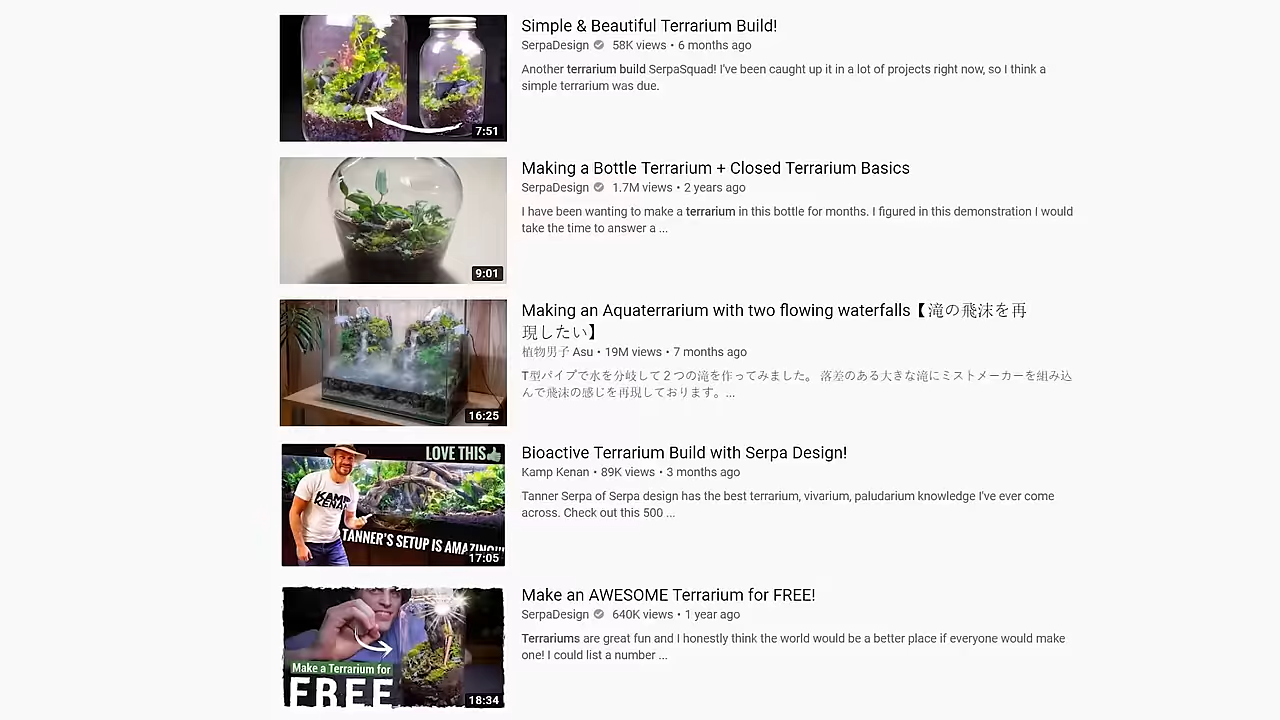 Simple & Beautiful Terrarium Build!
SerpaDesign 58K views • 6 months ago
Another terrarium build SerpaSquad! I've been caught up it in a lot of projects right now, so I think a
simple terrarium was due.
7:51
Making a Bottle Terrarium + Closed Terrarium Basics
SerpaDesign 1.7M views • 2 years ago
I have been wanting to make a terrarium in this bottle for months. I figured in this demonstration I would
take the time to answer a ...
9:01
Making an Aquaterrarium with two flowing waterfalls【滝の飛沫を再
現したい】
植物男子 Asu • 19M views • 7 months ago
T型パイプで水を分岐して２つの滝を作ってみました。 落差のある大きな滝にミストメーカーを組み込
んで飛沫の感じを再現しております。...
16:25
LOVE THIS
KAMP
KENAN
TANNER'S SETUP IS AMAZING!!!
17:05
Bioactive Terrarium Build with Serpa Design!
Kamp Kenan • 89K views • 3 months ago
Tanner Serpa of Serpa design has the best terrarium, vivarium, paludarium knowledge I've ever come
across. Check out this 500 ...
Make a Terrarium for
FREE
18:34
Make an AWESOME Terrarium for FREE!
SerpaDesign 640K views • 1 year ago
Terrariums are great fun and I honestly think the world would be a better place if everyone would make
one! I could list a number ...